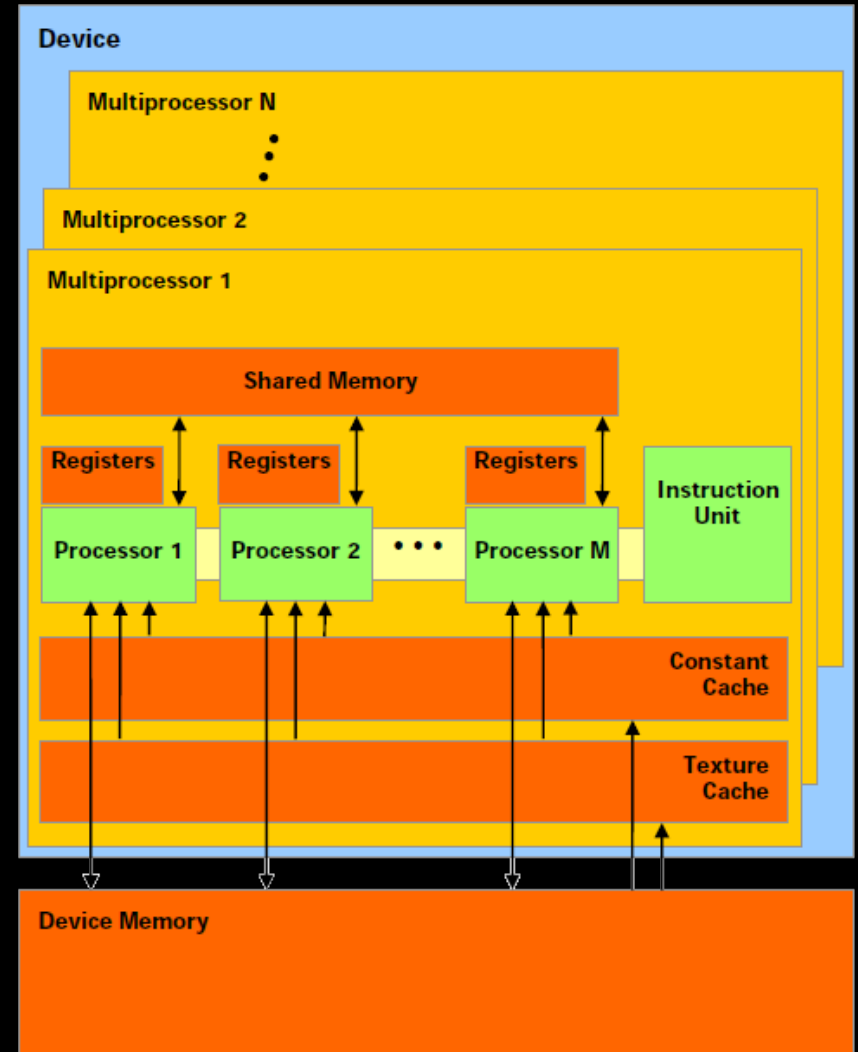 Device
Multiprocessor N
Multiprocessor 2
Multiprocessor 1
Shared Memory
Registers
Registers
Registers
Instruction
Unit
Processor 1
Processor 2
• • •
Processor M
Constant
Cache
Texture
Cache
Device Memory